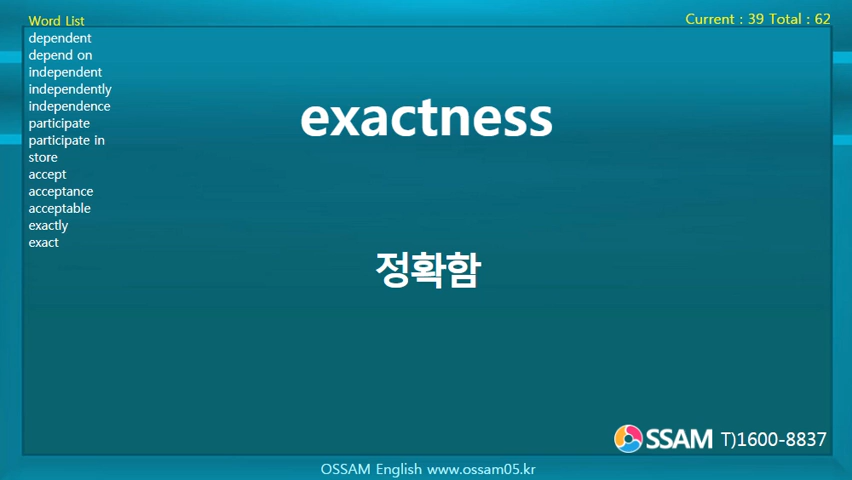 Word List
Current : 39 Total : 62
dependent
depend on
independent
independently
independence
participate
participate in
store
accept
acceptance
acceptable
exactly
exact
exactness
정확함
SSAM T)1600-8837
OSSAM English www.ossam05.kr